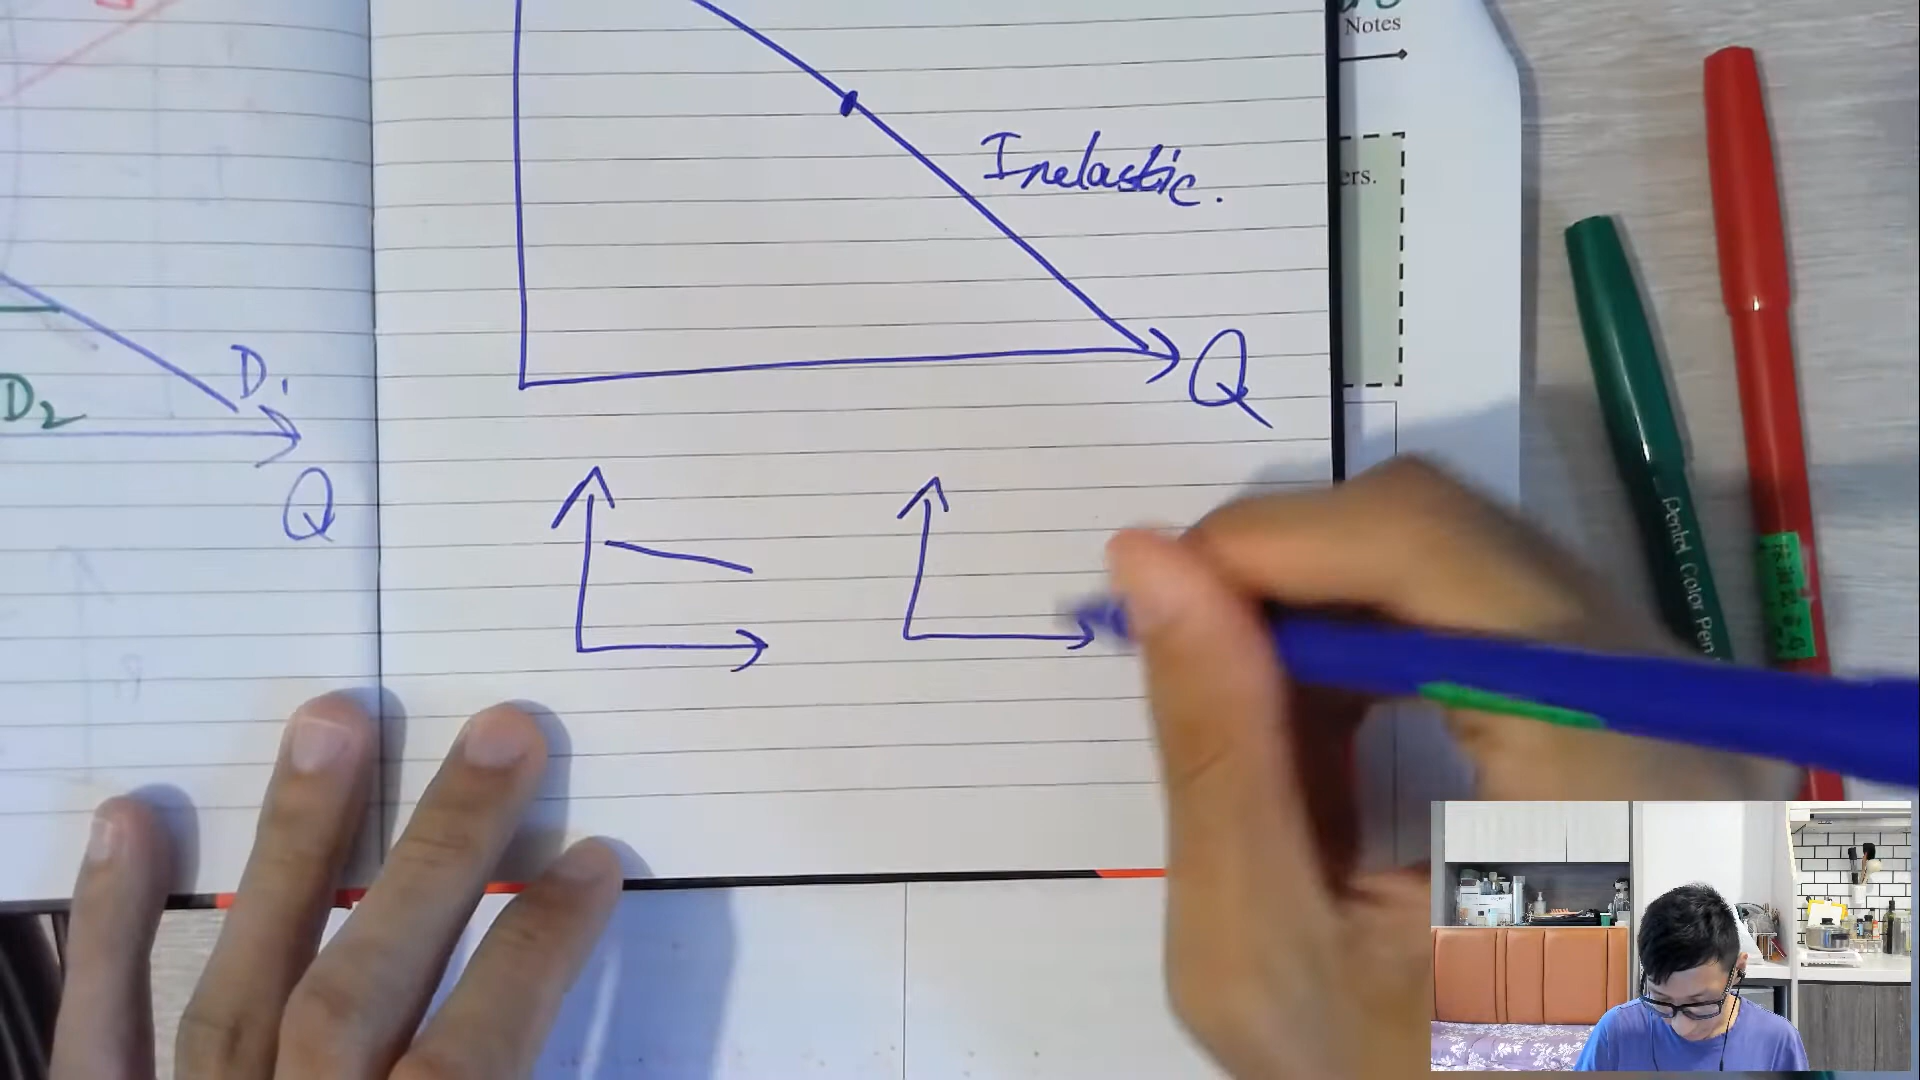 Notes
Inelastic.
ers.
Q
D1
D2
Q
Pentel Color Pen